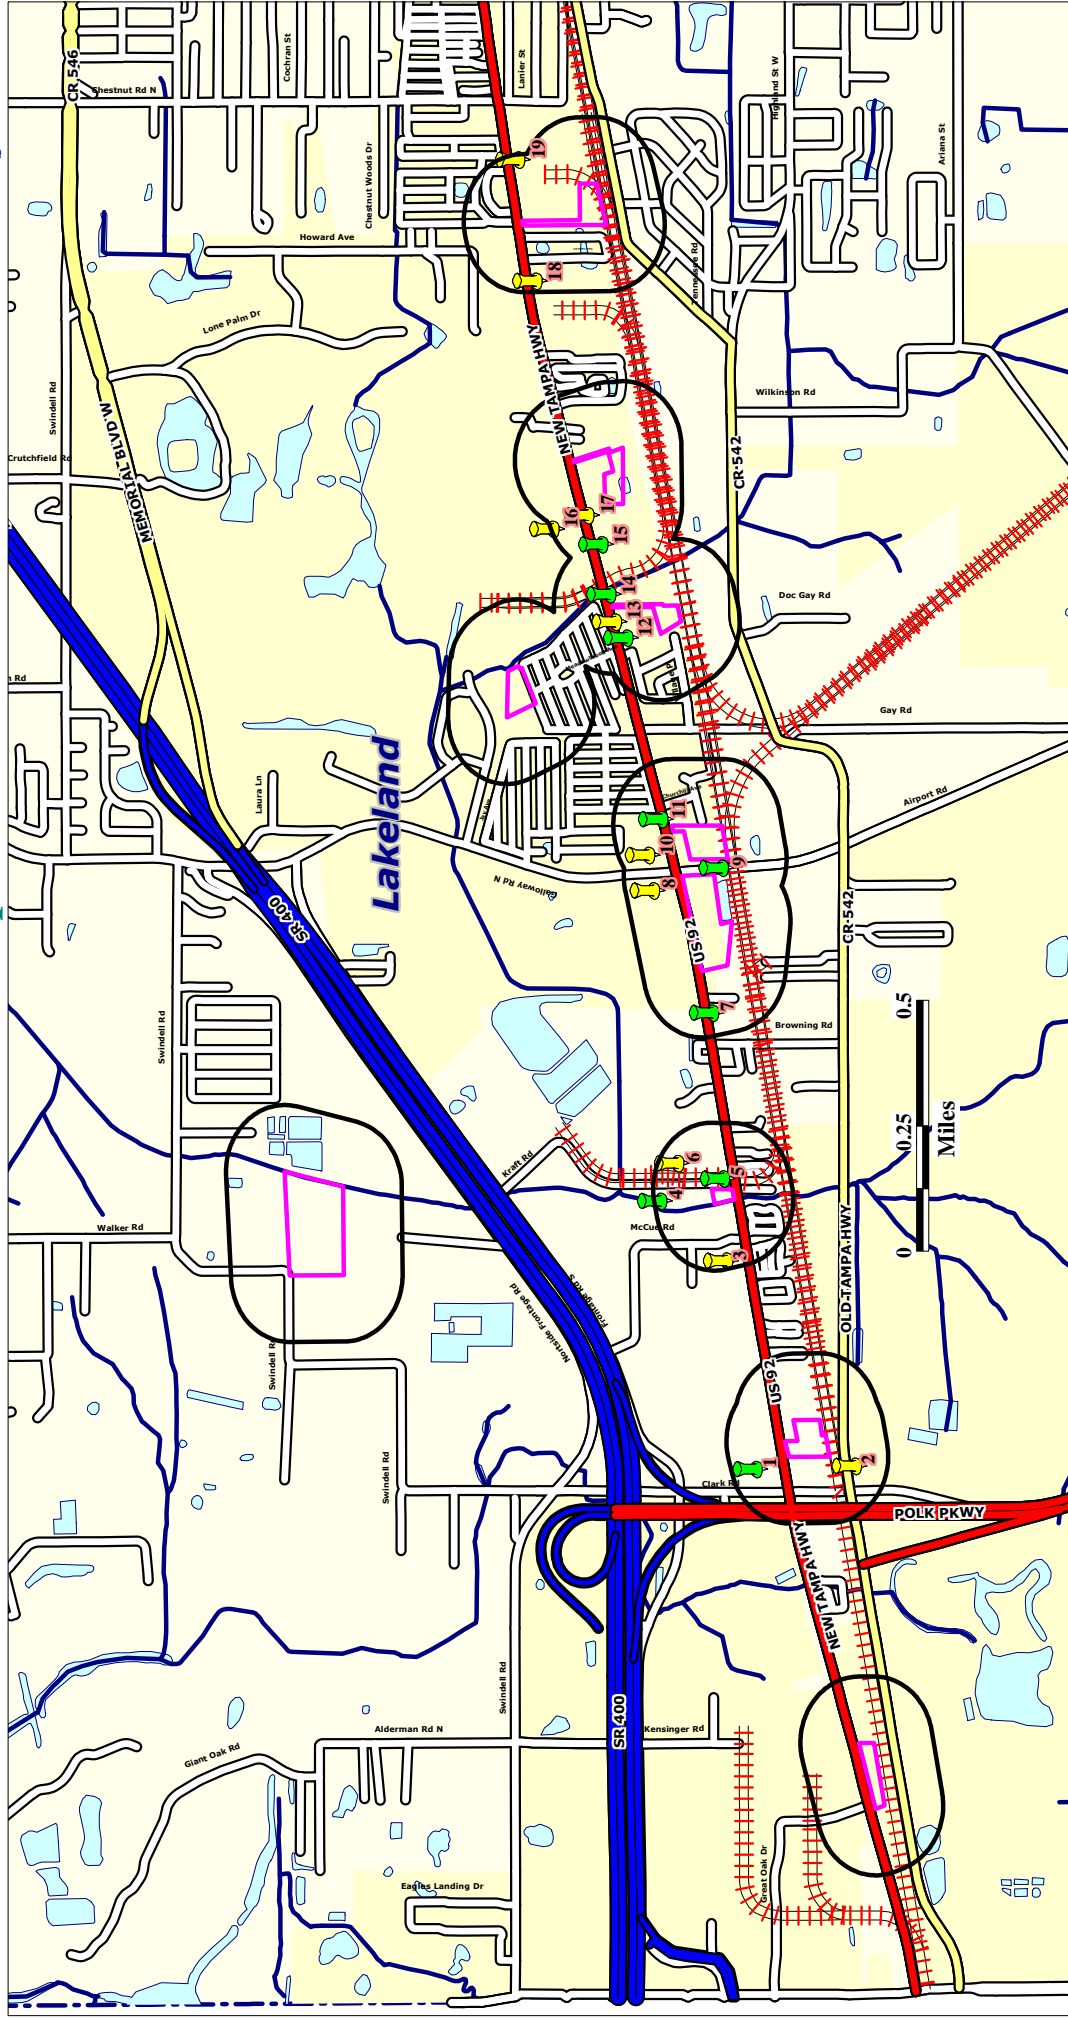 CR 546
Chestnut Rd N
Cochran St
Lanier St
Highland St W
Ariana St
Chestnut Woods Dr
19
Howard Ave
Tennessee Rd
18
Lone Palm Dr
NEW TAMPA HWY
Swindell Rd
MEMORIAL BLVD W
Wilkinson Rd
Crutchfield Rd
CR 542
17
16
15
14
13
12
Doc Gay Rd
Gay Rd
Lakeland
Laura Ln
Airport Rd
Churchill Ave
11
10
9
8
Galloway Rd N
SR 400
US 92
CR 542
7
0.5
Swindell Rd
Browning Rd
0.25
Miles
Kraft Rd
6
5
4
Walker Rd
McCue Rd
3
0
OLD TAMPA HWY
Frontage Rd S
Nortside Frontage Rd
Swindell Rd
US 92
1
2
Swindell Rd
Clark Rd
POLK PKWY
NEW TAMPA HWY
Swindell Rd
SR 400
Alderman Rd N
Kensinger Rd
Giant Oak Rd
Great Oak Dr
Eagles Landing Dr